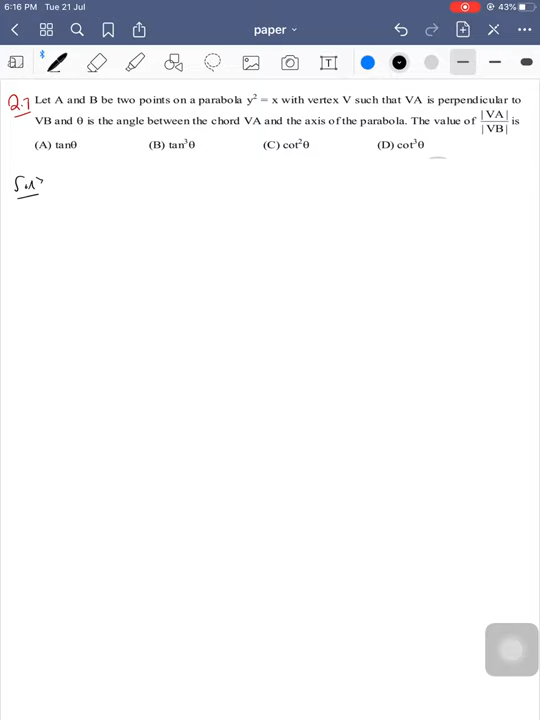 6:16 PM Tue 21 Jul 43%
paper
Q.7 Let A and B be two points on a parabola y² = x with vertex V such that VA is perpendicular to
VB and θ is the angle between the chord VA and the axis of the parabola. The value of |VA| / |VB| is
(A) tanθ (B) tan³θ (C) cot²θ (D) cot³θ